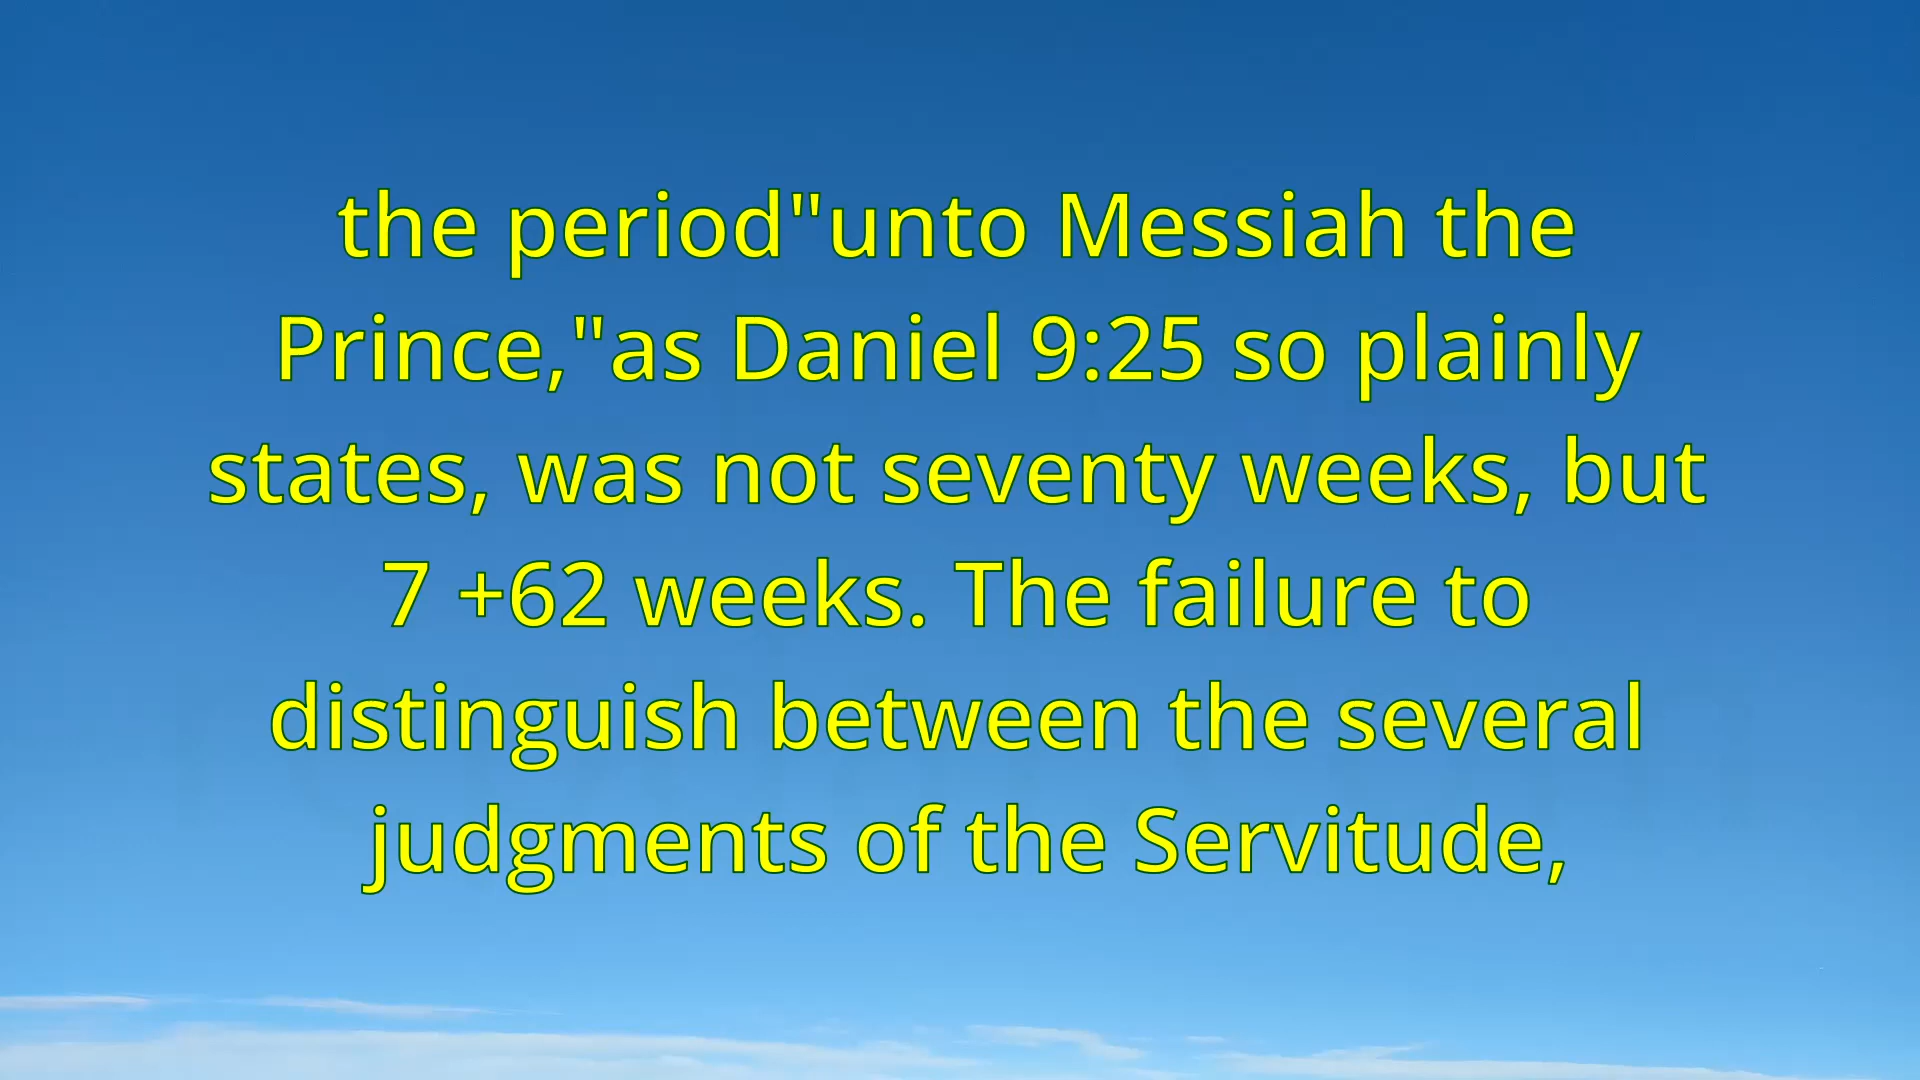 the period"unto Messiah the
Prince,"as Daniel 9:25 so plainly
states, was not seventy weeks, but
7 +62 weeks. The failure to
distinguish between the several
judgments of the Servitude,